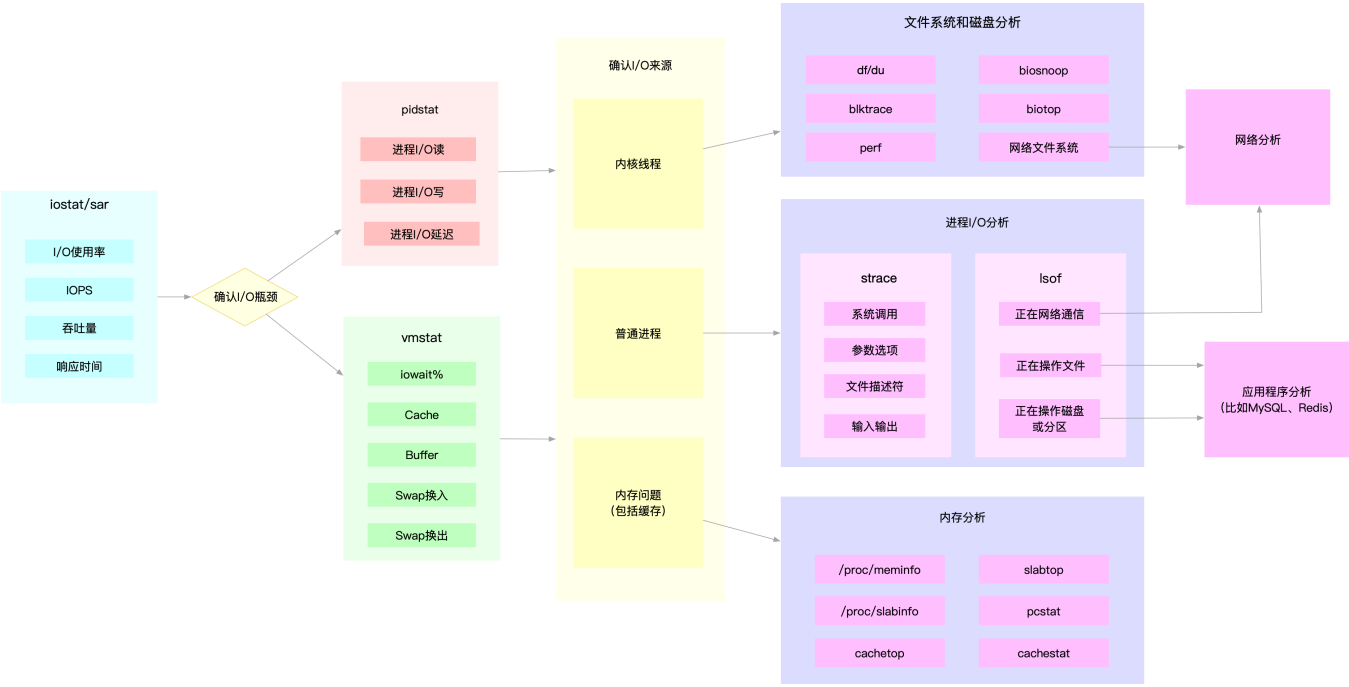 iostat/sar
I/O使用率
IOPS
吞吐量
响应时间
确认I/O瓶颈
pidstat
进程I/O读
进程I/O写
进程I/O延迟
vmstat
iowait%
Cache
Buffer
Swap换入
Swap换出
确认I/O来源
内核线程
普通进程
内存问题
（包括缓存）
文件系统和磁盘分析
df/du
biosnoop
blktrace
biotop
perf
网络文件系统
进程I/O分析
strace
系统调用
参数选项
文件描述符
输入输出
lsof
正在网络通信
正在操作文件
正在操作磁盘
或分区
内存分析
/proc/meminfo
slabtop
/proc/slabinfo
pcstat
cachetop
cachestat
网络分析
应用程序分析
（比如MySQL、Redis）